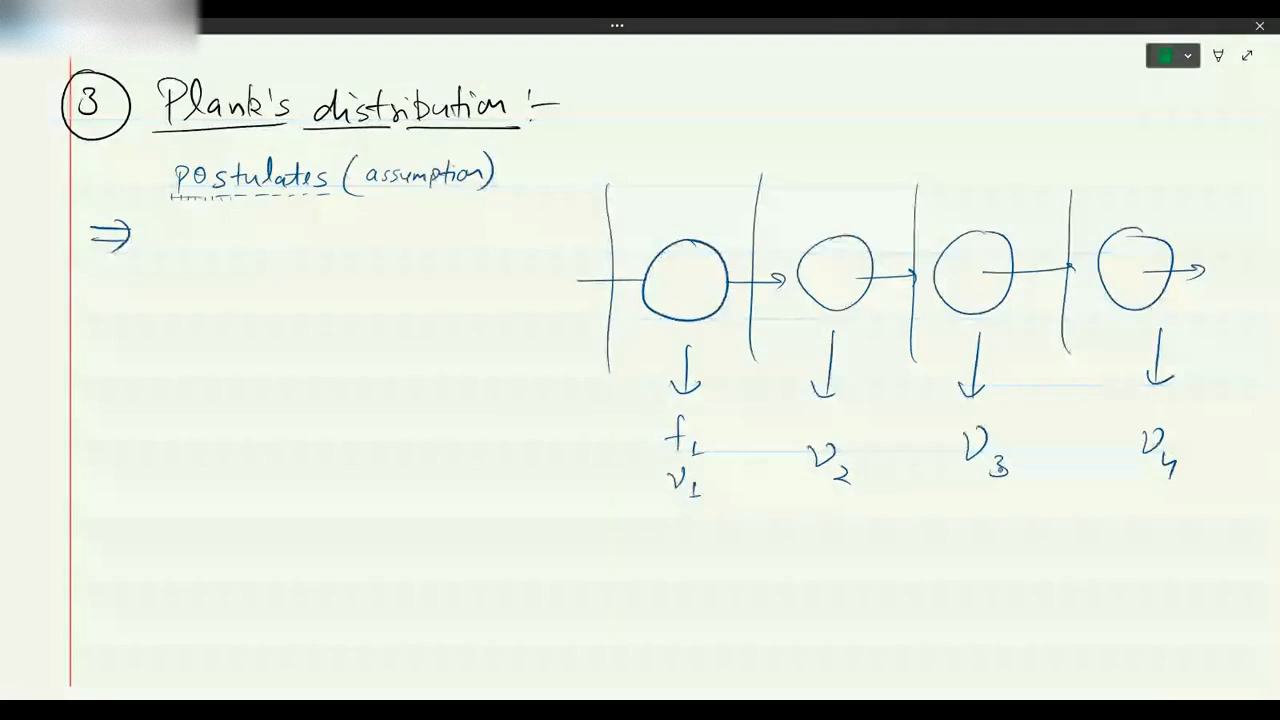 3 Plank's distribution :-
postulates (assumption)
⇒
f1 ν2 ν3 ν4
ν1